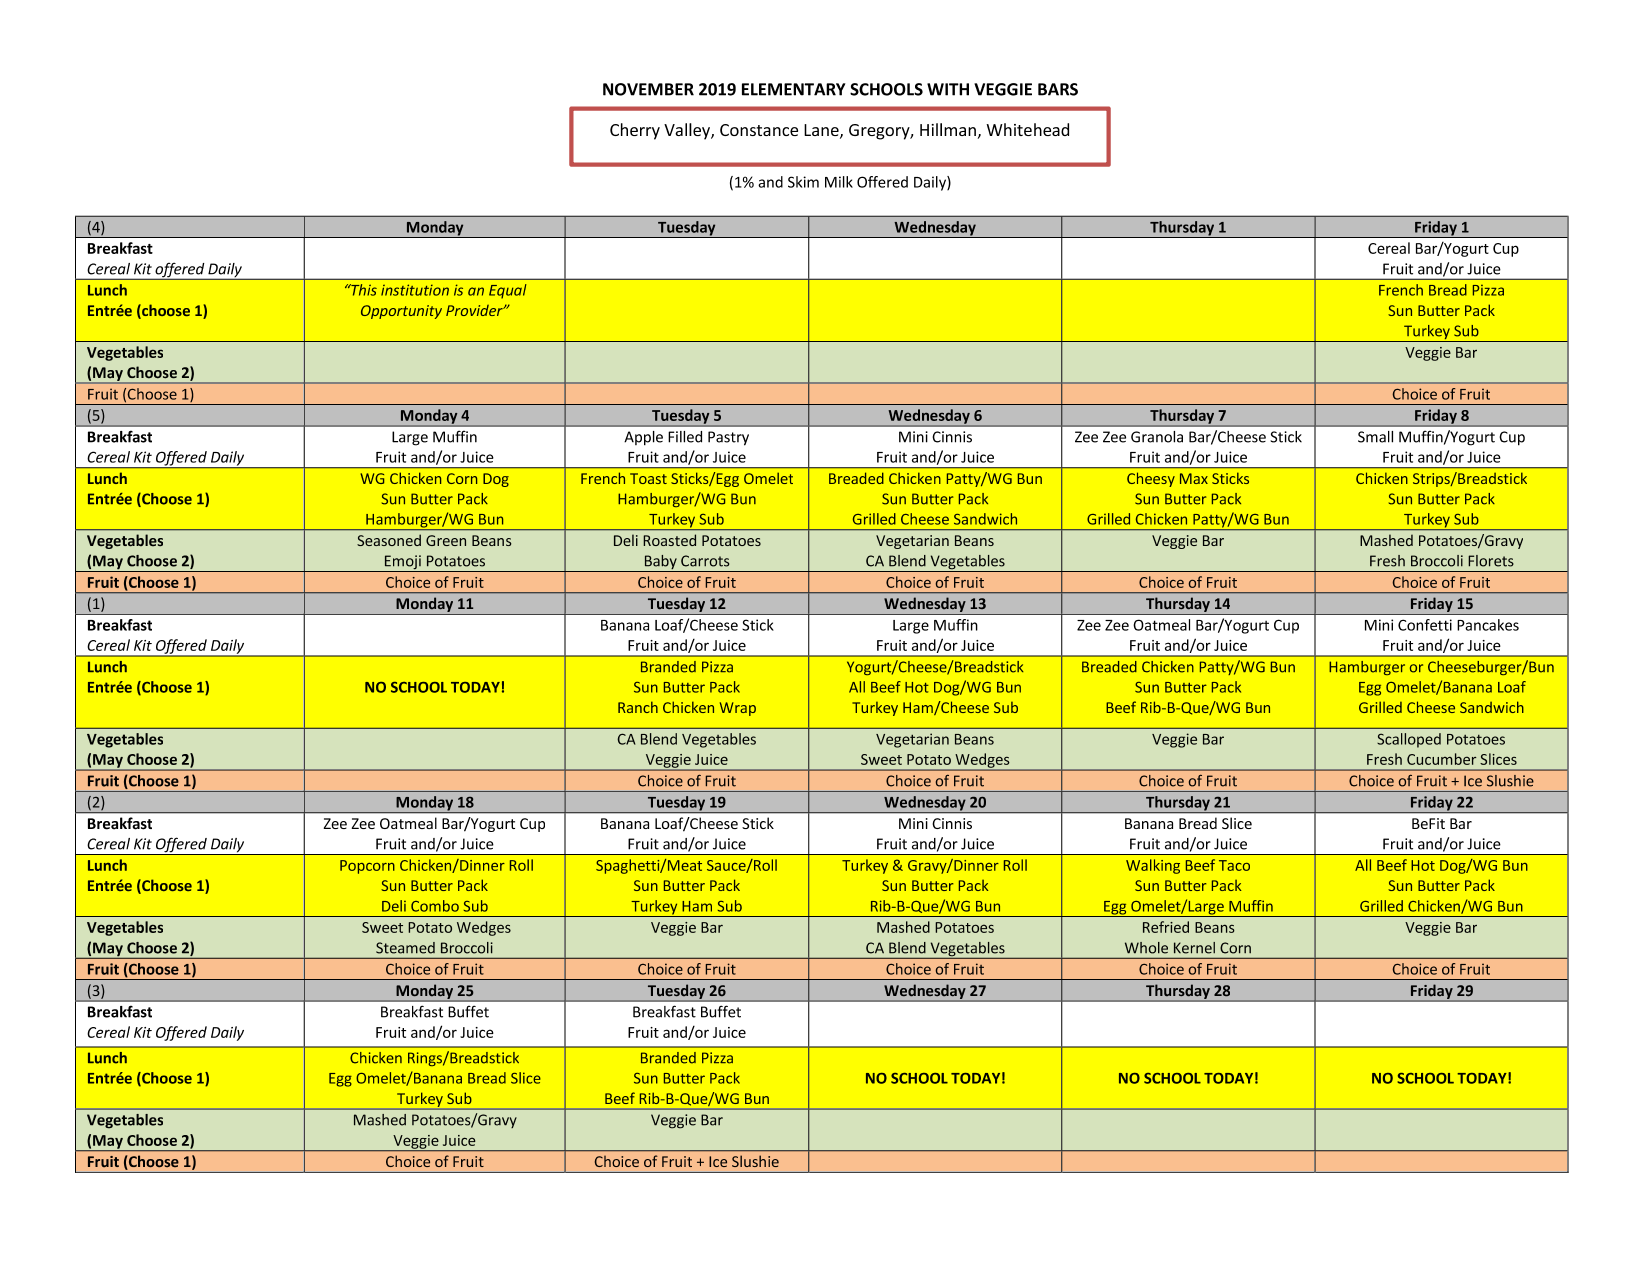 NOVEMBER 2019 ELEMENTARY SCHOOLS WITH VEGGIE BARS
Cherry Valley, Constance Lane, Gregory, Hillman, Whitehead
(1% and Skim Milk Offered Daily)
(4) Monday Tuesday Wednesday Thursday 1 Friday 1
Breakfast Cereal Bar/Yogurt Cup
Cereal Kit offered Daily Fruit and/or Juice
Lunch “This institution is an Equal French Bread Pizza
Entrée (choose 1) Opportunity Provider” Sun Butter Pack
Turkey Sub
Vegetables Veggie Bar
(May Choose 2)
Fruit (Choose 1) Choice of Fruit
(5) Monday 4 Tuesday 5 Wednesday 6 Thursday 7 Friday 8
Breakfast Large Muffin Apple Filled Pastry Mini Cinnis Zee Zee Granola Bar/Cheese Stick Small Muffin/Yogurt Cup
Cereal Kit Offered Daily Fruit and/or Juice Fruit and/or Juice Fruit and/or Juice Fruit and/or Juice Fruit and/or Juice
Lunch WG Chicken Corn Dog French Toast Sticks/Egg Omelet Breaded Chicken Patty/WG Bun Cheesy Max Sticks Chicken Strips/Breadstick
Entrée (Choose 1) Sun Butter Pack Hamburger/WG Bun Sun Butter Pack Sun Butter Pack Sun Butter Pack
Hamburger/WG Bun Turkey Sub Grilled Cheese Sandwich Grilled Chicken Patty/WG Bun Turkey Sub
Vegetables Seasoned Green Beans Deli Roasted Potatoes Vegetarian Beans Veggie Bar Mashed Potatoes/Gravy
(May Choose 2) Emoji Potatoes Baby Carrots CA Blend Vegetables Fresh Broccoli Florets
Fruit (Choose 1) Choice of Fruit Choice of Fruit Choice of Fruit Choice of Fruit Choice of Fruit
(1) Monday 11 Tuesday 12 Wednesday 13 Thursday 14 Friday 15
Breakfast Banana Loaf/Cheese Stick Large Muffin Zee Zee Oatmeal Bar/Yogurt Cup Mini Confetti Pancakes
Cereal Kit Offered Daily Fruit and/or Juice Fruit and/or Juice Fruit and/or Juice Fruit and/or Juice
Lunch Branded Pizza Yogurt/Cheese/Breadstick Breaded Chicken Patty/WG Bun Hamburger or Cheeseburger/Bun
Entrée (Choose 1) NO SCHOOL TODAY! Sun Butter Pack All Beef Hot Dog/WG Bun Sun Butter Pack Egg Omelet/Banana Loaf
Ranch Chicken Wrap Turkey Ham/Cheese Sub Beef Rib-B-Que/WG Bun Grilled Cheese Sandwich
Vegetables CA Blend Vegetables Vegetarian Beans Veggie Bar Scalloped Potatoes
(May Choose 2) Veggie Juice Sweet Potato Wedges Fresh Cucumber Slices
Fruit (Choose 1) Choice of Fruit Choice of Fruit Choice of Fruit Choice of Fruit + Ice Slushie
(2) Monday 18 Tuesday 19 Wednesday 20 Thursday 21 Friday 22
Breakfast Zee Zee Oatmeal Bar/Yogurt Cup Banana Loaf/Cheese Stick Mini Cinnis Banana Bread Slice BeFit Bar
Cereal Kit Offered Daily Fruit and/or Juice Fruit and/or Juice Fruit and/or Juice Fruit and/or Juice Fruit and/or Juice
Lunch Popcorn Chicken/Dinner Roll Spaghetti/Meat Sauce/Roll Turkey & Gravy/Dinner Roll Walking Beef Taco All Beef Hot Dog/WG Bun
Entrée (Choose 1) Sun Butter Pack Sun Butter Pack Sun Butter Pack Sun Butter Pack Sun Butter Pack
Deli Combo Sub Turkey Ham Sub Rib-B-Que/WG Bun Egg Omelet/Large Muffin Grilled Chicken/WG Bun
Vegetables Sweet Potato Wedges Veggie Bar Mashed Potatoes Refried Beans Veggie Bar
(May Choose 2) Steamed Broccoli CA Blend Vegetables Whole Kernel Corn
Fruit (Choose 1) Choice of Fruit Choice of Fruit Choice of Fruit Choice of Fruit Choice of Fruit
(3) Monday 25 Tuesday 26 Wednesday 27 Thursday 28 Friday 29
Breakfast Breakfast Buffet Breakfast Buffet
Cereal Kit Offered Daily Fruit and/or Juice Fruit and/or Juice
Lunch Chicken Rings/Breadstick Branded Pizza
Entrée (Choose 1) Egg Omelet/Banana Bread Slice Sun Butter Pack NO SCHOOL TODAY! NO SCHOOL TODAY! NO SCHOOL TODAY!
Turkey Sub Beef Rib-B-Que/WG Bun
Vegetables Mashed Potatoes/Gravy Veggie Bar
(May Choose 2) Veggie Juice
Fruit (Choose 1) Choice of Fruit Choice of Fruit + Ice Slushie